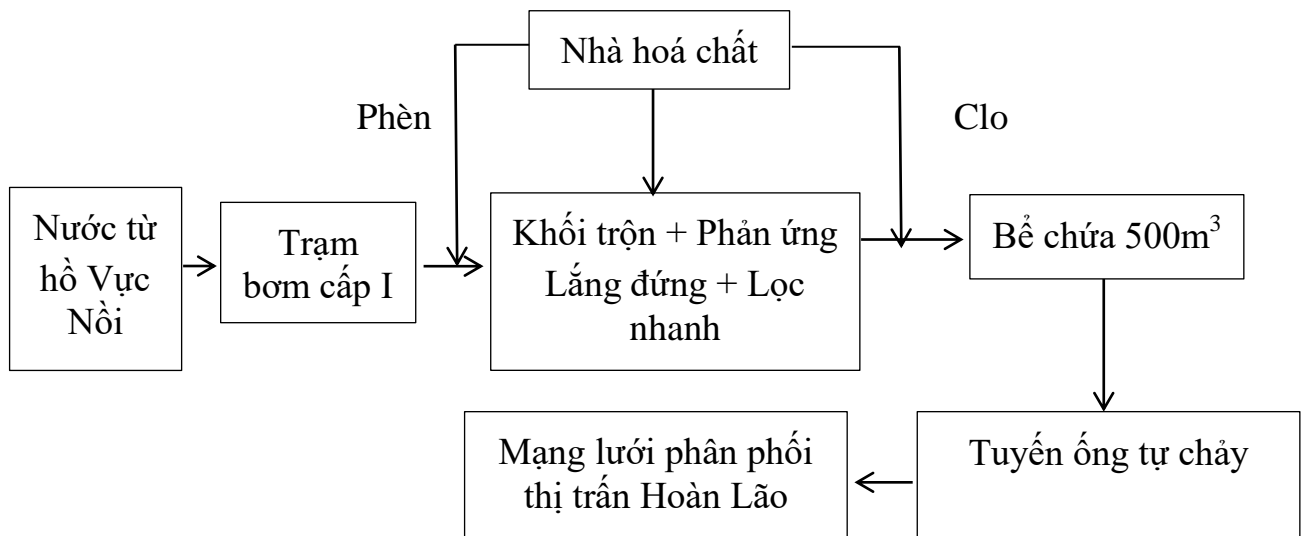 Nhà hoá chất
Phèn
Clo
Nước từ
hồ Vực
Nồi
Trạm
bơm cấp I
Khối trộn + Phản ứng
Lắng đứng + Lọc
nhanh
Bể chứa 500m³
Tuyến ống tự chảy
Mạng lưới phân phối
thị trấn Hoàn Lão